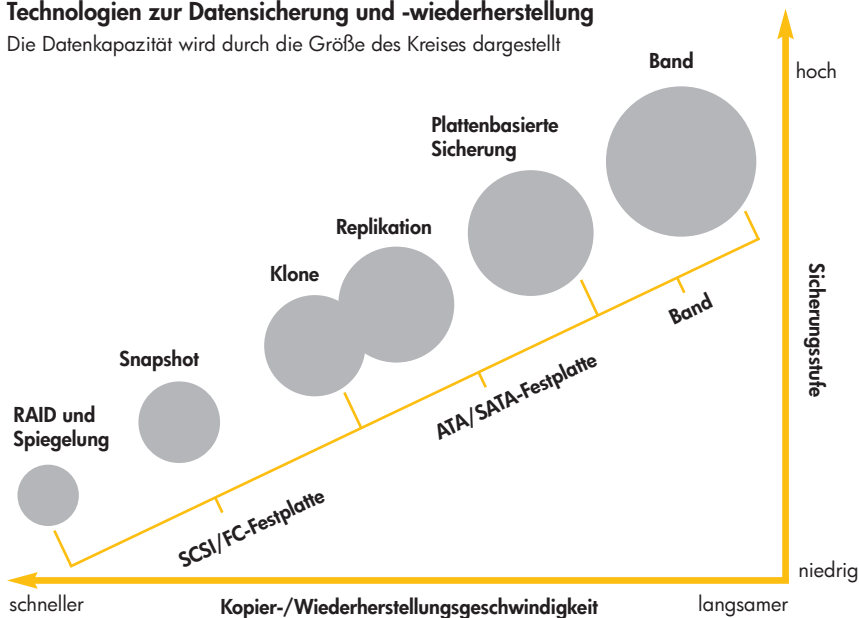 Technologien zur Datensicherung und -wiederherstellung
Die Datenkapazität wird durch die Größe des Kreises dargestellt
Band
hoch
Plattenbasierte
Sicherung
Replikation
Klone
Snapshot
RAID und
Spiegelung
Sicherungsstufe
Band
ATA/SATA-Festplatte
SCSI/FC-Festplatte
niedrig
schneller
Kopier-/Wiederherstellungsgeschwindigkeit
langsamer